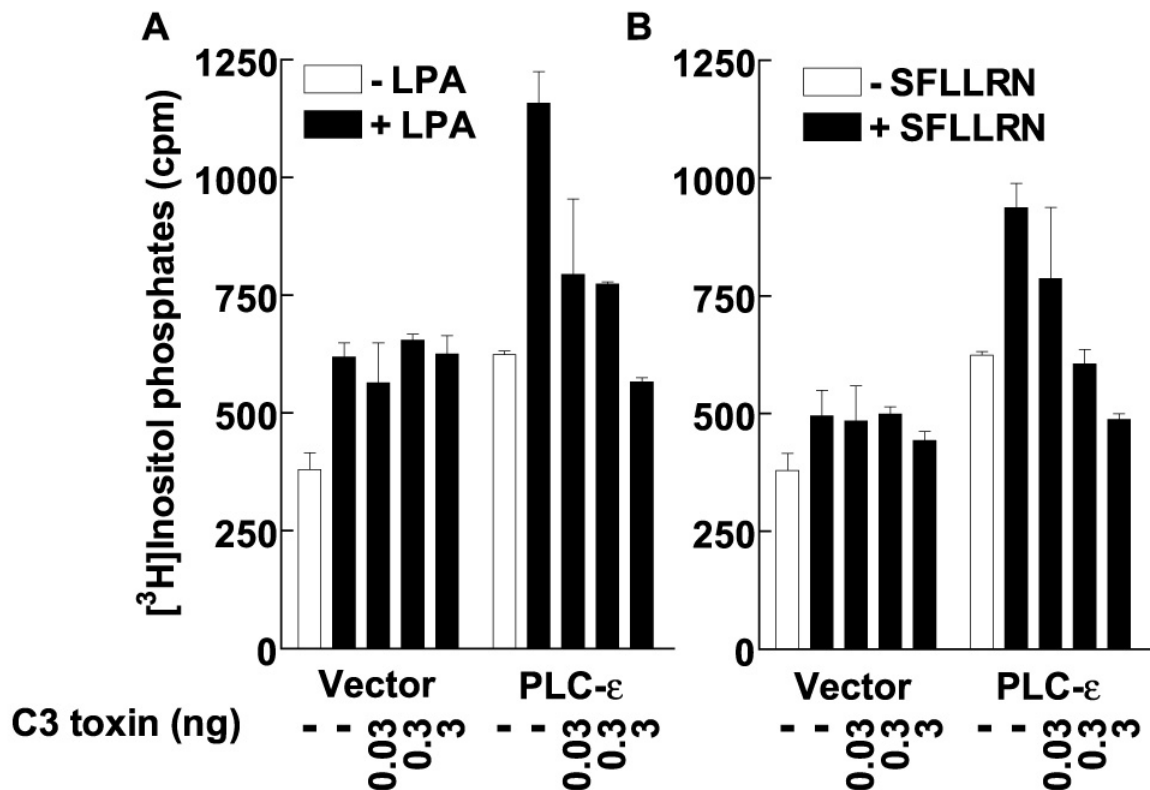 A
- LPA
+ LPA
[³H]Inositol phosphates (cpm)
1250
1000
750
500
250
0
Vector
PLC-ε
B
- SFLLRN
+ SFLLRN
1250
1000
750
500
250
0
Vector
PLC-ε
C3 toxin (ng)
- - 0.03 0.3 3 - - 0.03 0.3 3
- - 0.03 0.3 3 - - 0.03 0.3 3